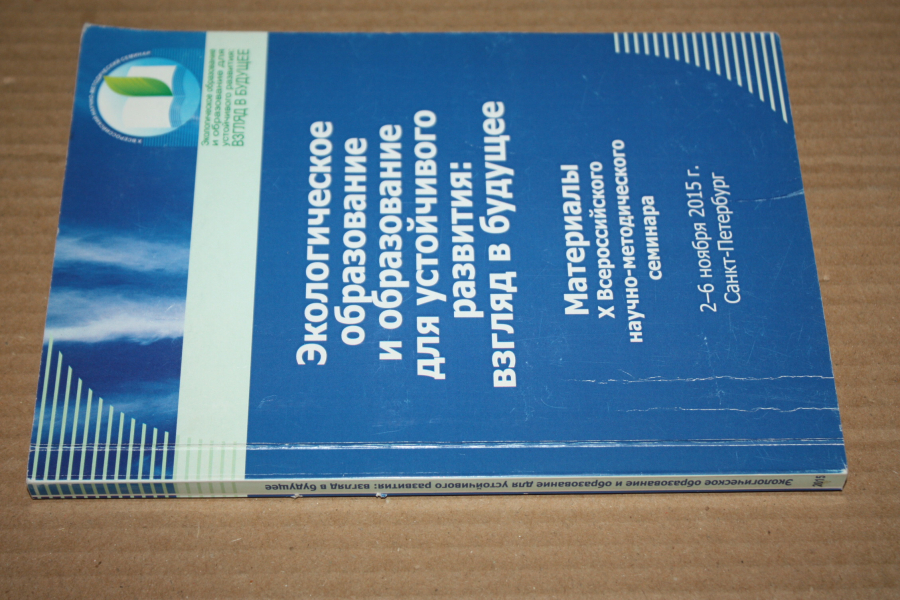 Экологическое образование
и образование для
устойчивого развития:
ВЗГЛЯД В БУДУЩЕЕ
Экологическое
образование
и образование
для устойчивого
развития:
взгляд в будущее
Материалы
X Всероссийского
научно-методического
семинара
2–6 ноября 2015 г.
Санкт-Петербург
Экологическое образование и образование для устойчивого развития: взгляд в будущее
2015